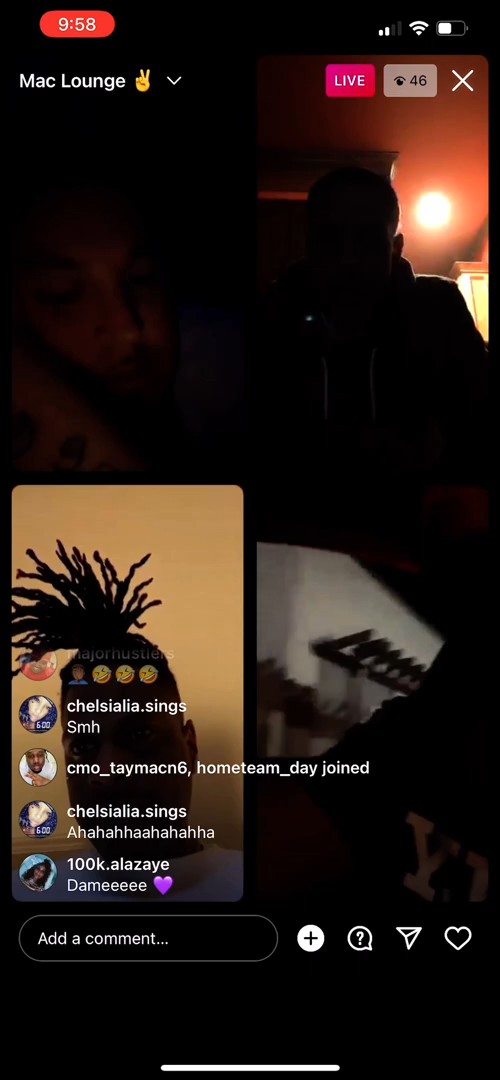 9:58
Mac Lounge ✌️
LIVE
46
majorhustlers
🤦🏾‍♂️🤣🤣🤣
chelsialia.sings
Smh
cmo_taymacn6, hometeam_day joined
chelsialia.sings
Ahahahhaahahahha
100k.alazaye
Dameeeee 💜
Add a comment...